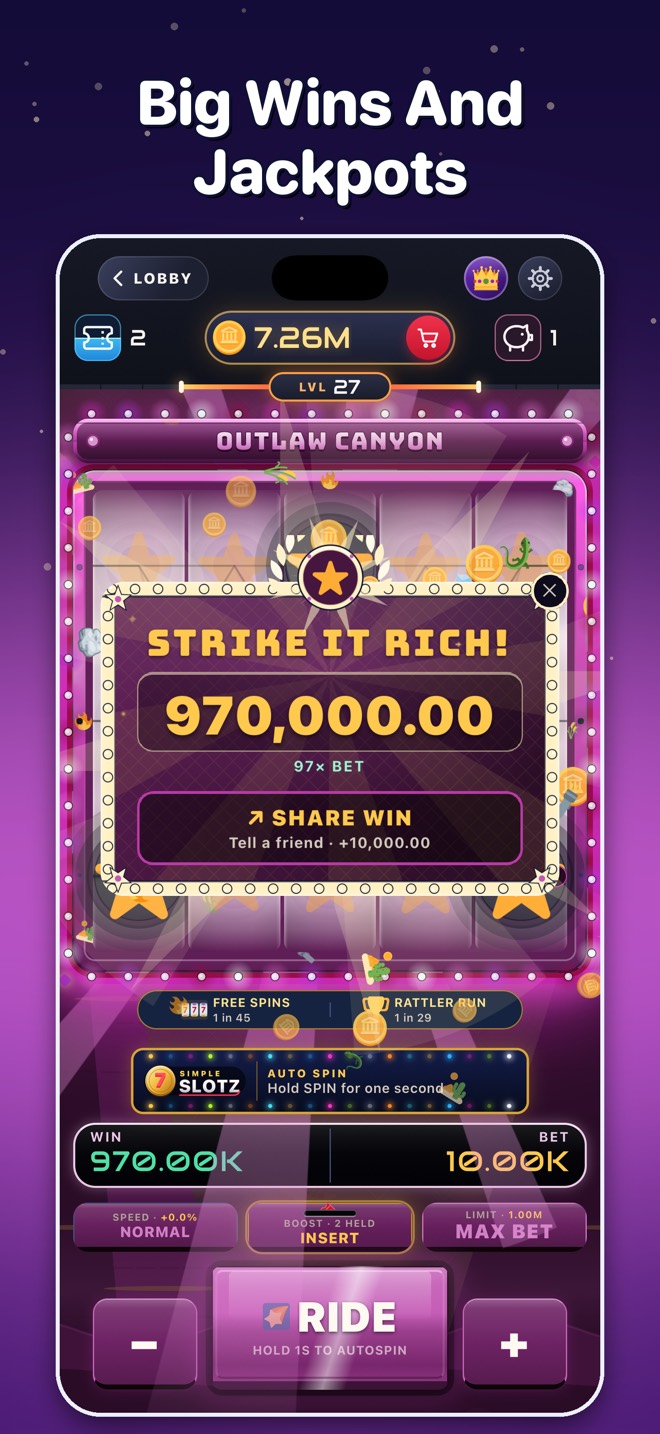 Big Wins And
Jackpots
LOBBY
2
7.26M
1
LVL 27
OUTLAW CANYON
STRIKE IT RICH!
970,000.00
97× BET
↗ SHARE WIN
Tell a friend · +10,000.00
FREE SPINS
1 in 45
RATTLER RUN
1 in 29
7 SIMPLE
SLOTZ
AUTO SPIN
Hold SPIN for one second
WIN
BET
970.00K
10.00K
SPEED · +0.0%
NORMAL
BOOST · 2 HELD
INSERT
LIMIT · 1.00M
MAX BET
−
RIDE
HOLD 1S TO AUTOSPIN
+